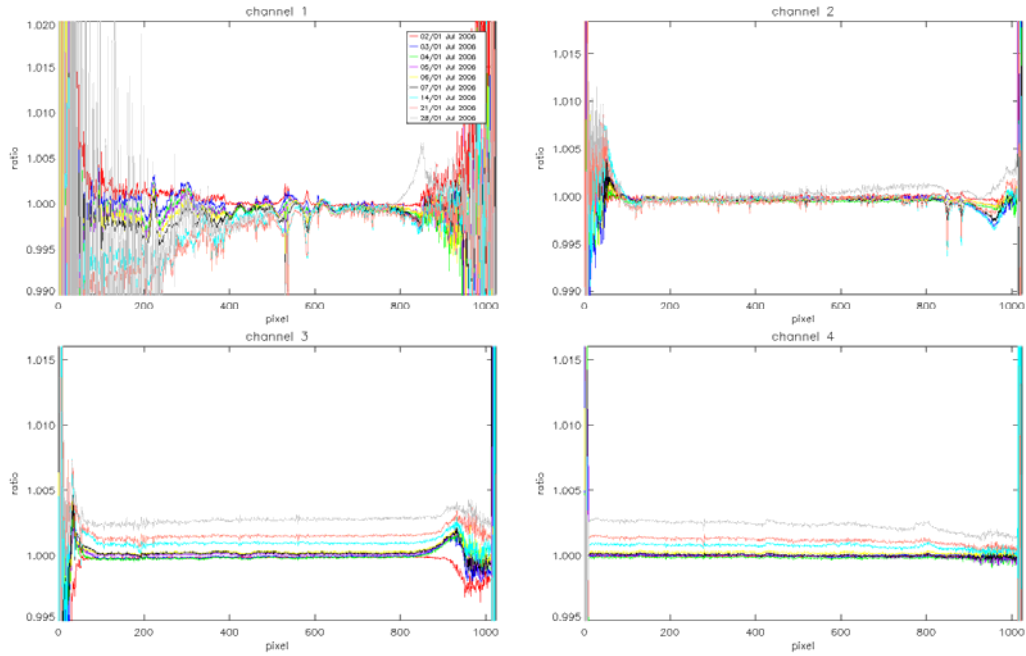 channel 1
channel 2
1.020
1.015
1.010
1.005
1.000
0.995
0.990
ratio
02/01 Jul 2006
03/01 Jul 2006
04/01 Jul 2006
05/01 Jul 2006
06/01 Jul 2006
07/01 Jul 2006
14/01 Jul 2006
21/01 Jul 2006
28/01 Jul 2006
0 200 400 600 800 1000
pixel
1.015
1.010
1.005
1.000
0.995
0.990
ratio
0 200 400 600 800 1000
pixel
channel 3
channel 4
1.015
1.010
1.005
1.000
0.995
ratio
0 200 400 600 800 1000
pixel
1.015
1.010
1.005
1.000
0.995
ratio
0 200 400 600 800 1000
pixel